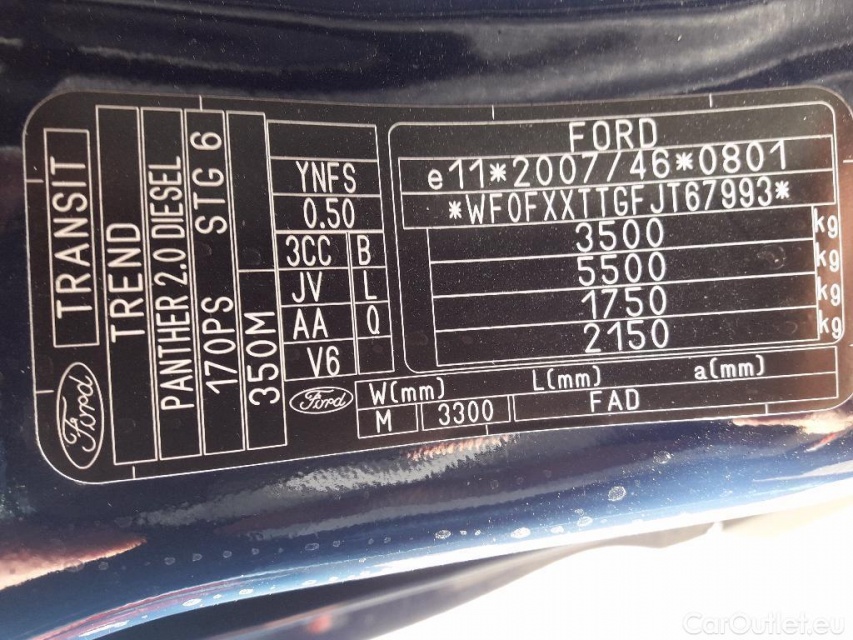 TRANSIT
Ford
TREND
PANTHER 2.0 DIESEL
170PS STG 6
350M
YNFS
0.50
3CC B
JV L
AA Q
V6
Ford
FORD
e11*2007/46*0801
*WF0FXXTTGFJT67993*
3500 kg
5500 kg
1750 kg
2150 kg
W(mm) L(mm) a(mm)
M 3300 FAD
CarOutlet.eu